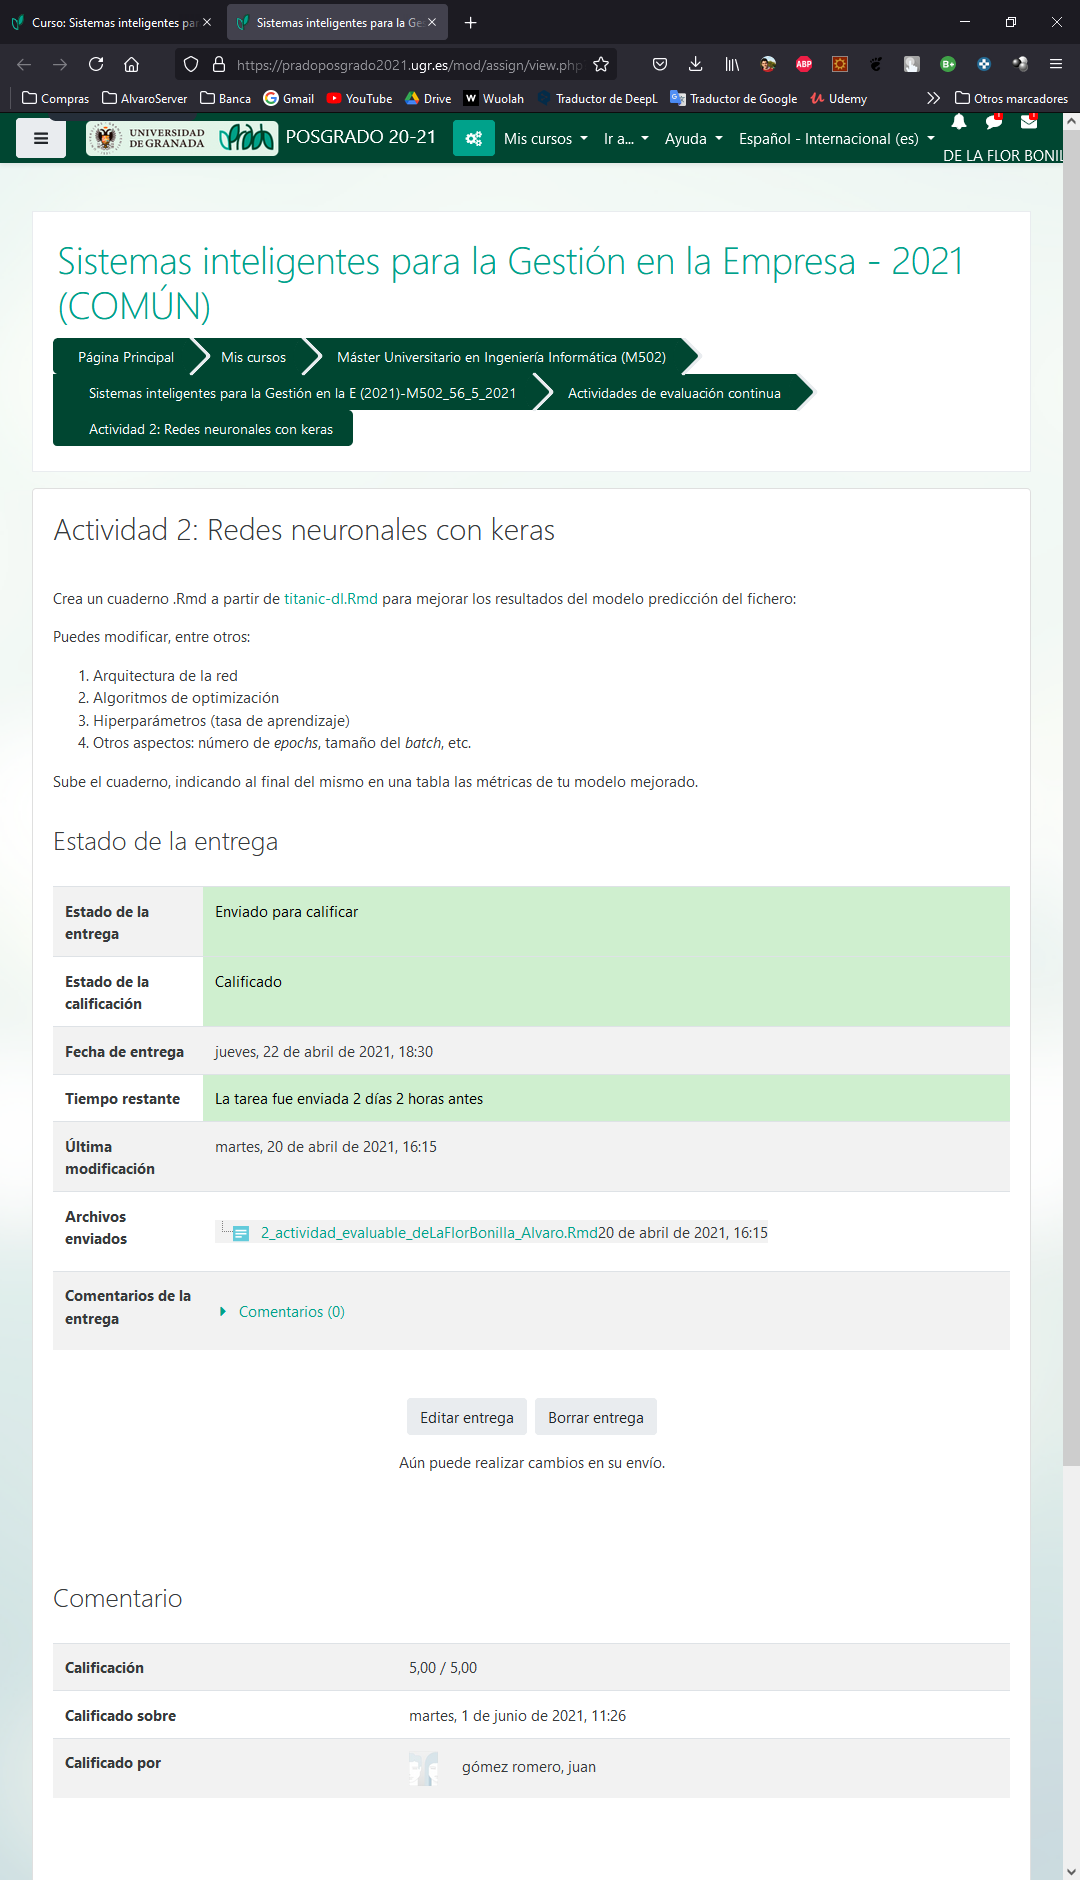 Curso: Sistemas inteligentes par
Sistemas inteligentes para la Ge
https://pradoposgrado2021.ugr.es/mod/assign/view.php
Compras AlvaroServer Banca Gmail YouTube Drive Wuolah Traductor de DeepL Traductor de Google Udemy Otros marcadores
UNIVERSIDAD DE GRANADA
POSGRADO 20-21 Mis cursos Ir a... Ayuda Español - Internacional (es)
DE LA FLOR BONIL
Sistemas inteligentes para la Gestión en la Empresa - 2021
(COMÚN)
Página Principal Mis cursos Máster Universitario en Ingeniería Informática (M502)
Sistemas inteligentes para la Gestión en la E (2021)-M502_56_5_2021 Actividades de evaluación continua
Actividad 2: Redes neuronales con keras
Actividad 2: Redes neuronales con keras
Crea un cuaderno .Rmd a partir de titanic-dl.Rmd para mejorar los resultados del modelo predicción del fichero:
Puedes modificar, entre otros:
1. Arquitectura de la red
2. Algoritmos de optimización
3. Hiperparámetros (tasa de aprendizaje)
4. Otros aspectos: número de epochs, tamaño del batch, etc.
Sube el cuaderno, indicando al final del mismo en una tabla las métricas de tu modelo mejorado.
Estado de la entrega
Estado de la entrega
Enviado para calificar
Estado de la calificación
Calificado
Fecha de entrega
jueves, 22 de abril de 2021, 18:30
Tiempo restante
La tarea fue enviada 2 días 2 horas antes
Última modificación
martes, 20 de abril de 2021, 16:15
Archivos enviados
2_actividad_evaluable_deLaFlorBonilla_Alvaro.Rmd20 de abril de 2021, 16:15
Comentarios de la entrega
Comentarios (0)
Editar entrega Borrar entrega
Aún puede realizar cambios en su envío.
Comentario
Calificación
5,00 / 5,00
Calificado sobre
martes, 1 de junio de 2021, 11:26
Calificado por
gómez romero, juan